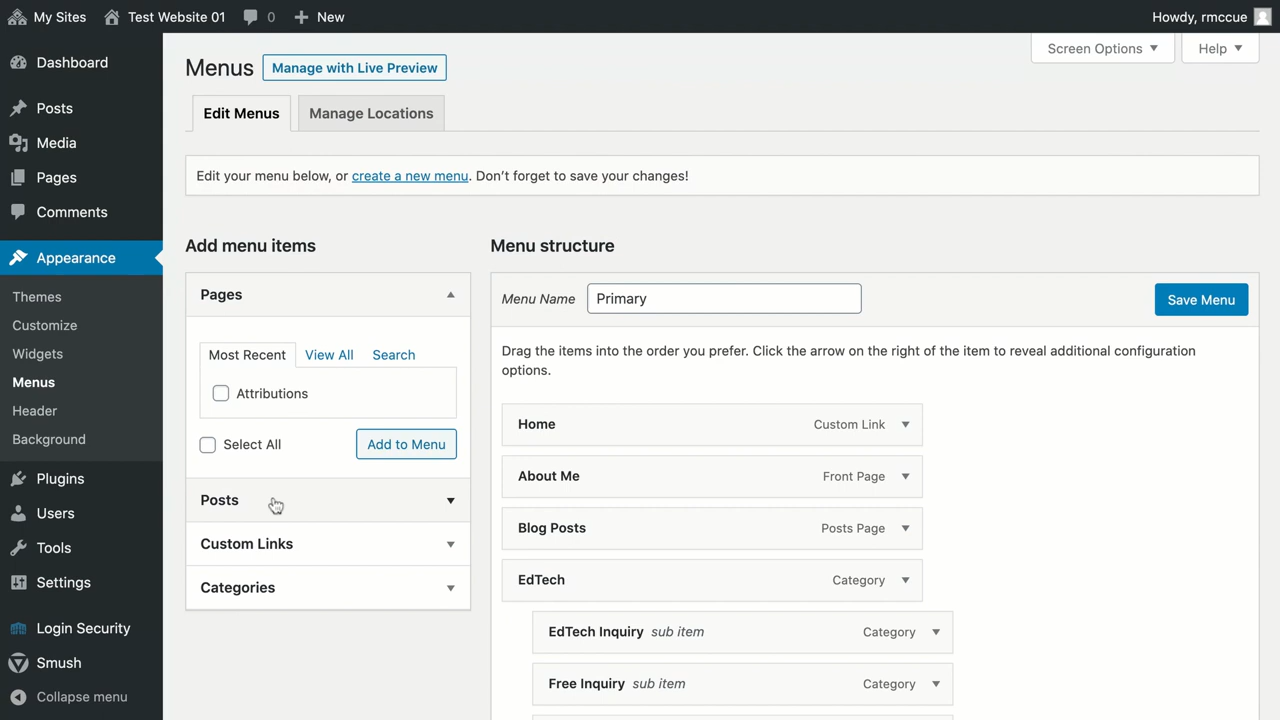 My Sites
Test Website 01
0
New
Howdy, rmccue
Dashboard
Posts
Media
Pages
Comments
Appearance
Themes
Customize
Widgets
Menus
Header
Background
Plugins
Users
Tools
Settings
Login Security
Smush
Collapse menu
Screen Options
Help
Menus
Manage with Live Preview
Edit Menus
Manage Locations
Edit your menu below, or create a new menu. Don’t forget to save your changes!
Add menu items
Pages
Most Recent
View All
Search
Attributions
Select All
Add to Menu
Posts
Custom Links
Categories
Menu structure
Menu Name
Primary
Save Menu
Drag the items into the order you prefer. Click the arrow on the right of the item to reveal additional configuration
options.
Home
Custom Link
About Me
Front Page
Blog Posts
Posts Page
EdTech
Category
EdTech Inquiry sub item
Category
Free Inquiry sub item
Category